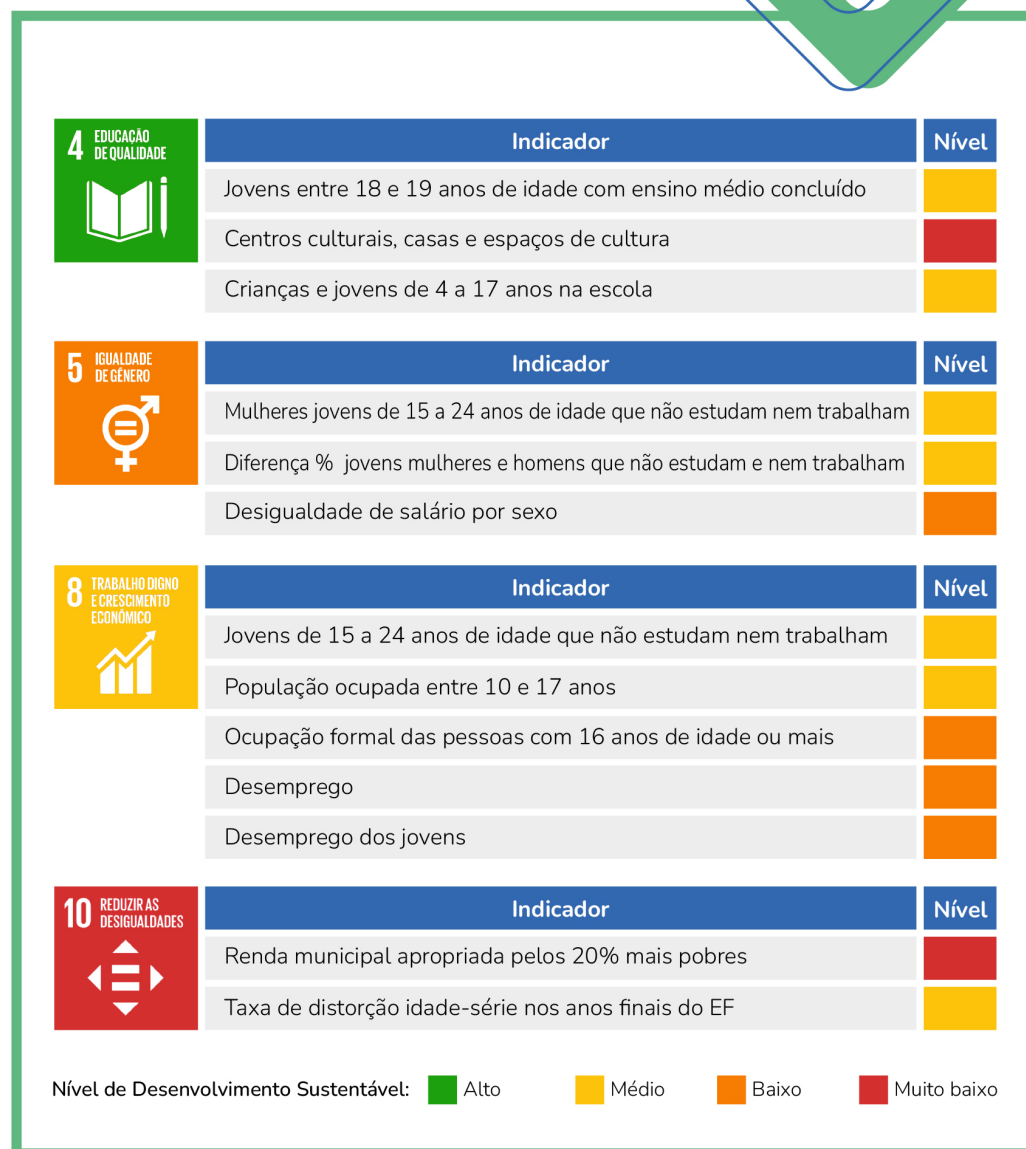 4 EDUCAÇÃO
DE QUALIDADE
Indicador Nível
Jovens entre 18 e 19 anos de idade com ensino médio concluído
Centros culturais, casas e espaços de cultura
Crianças e jovens de 4 a 17 anos na escola
5 IGUALDADE
DE GÊNERO
Indicador Nível
Mulheres jovens de 15 a 24 anos de idade que não estudam nem trabalham
Diferença % jovens mulheres e homens que não estudam e nem trabalham
Desigualdade de salário por sexo
8 TRABALHO DIGNO
E CRESCIMENTO
ECONÔMICO
Indicador Nível
Jovens de 15 a 24 anos de idade que não estudam nem trabalham
População ocupada entre 10 e 17 anos
Ocupação formal das pessoas com 16 anos de idade ou mais
Desemprego
Desemprego dos jovens
10 REDUZIR AS
DESIGUALDADES
Indicador Nível
Renda municipal apropriada pelos 20% mais pobres
Taxa de distorção idade-série nos anos finais do EF
Nível de Desenvolvimento Sustentável: Alto Médio Baixo Muito baixo